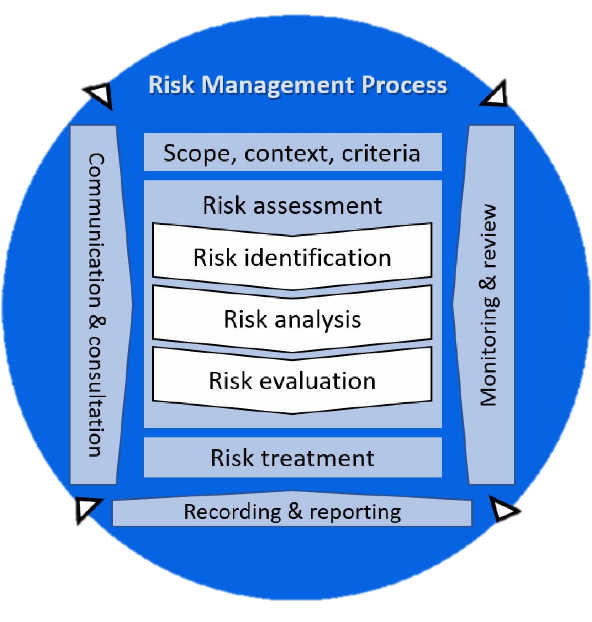 Risk Management Process
Scope, context, criteria
Communication & consultation
Risk assessment
Risk identification
Risk analysis
Risk evaluation
Monitoring & review
Risk treatment
Recording & reporting